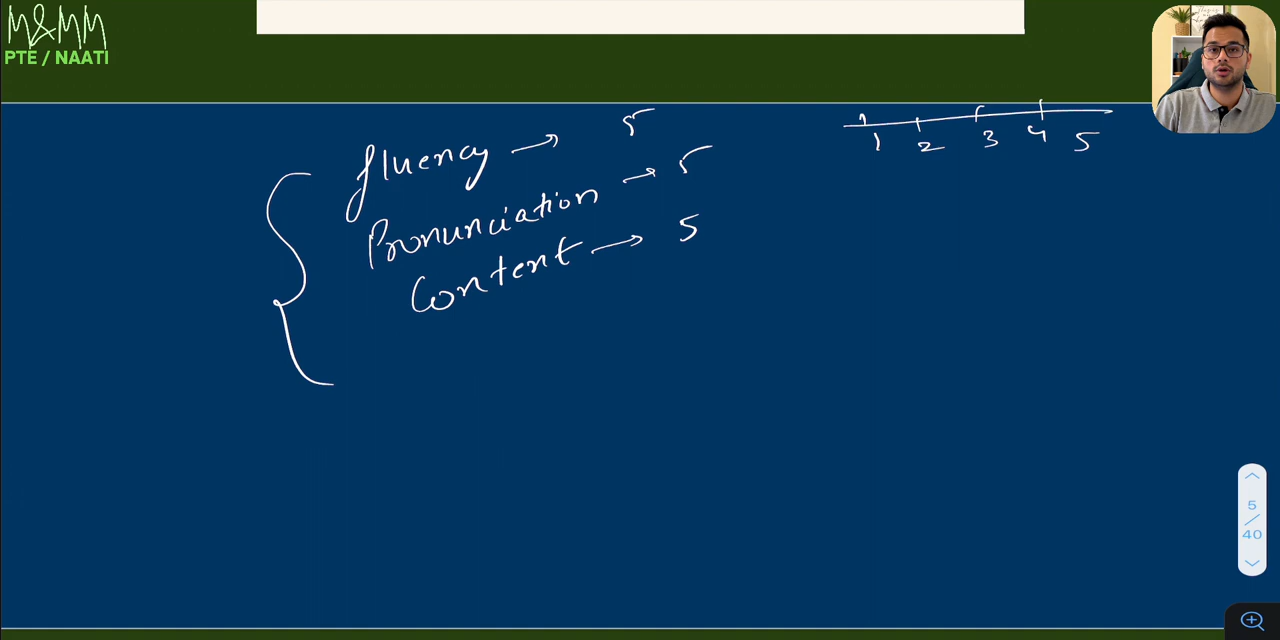 M&MM
PTE / NAATI
fluency → 5
Pronunciation → 5
Content → 5
1 2 3 4 5
5
/
40